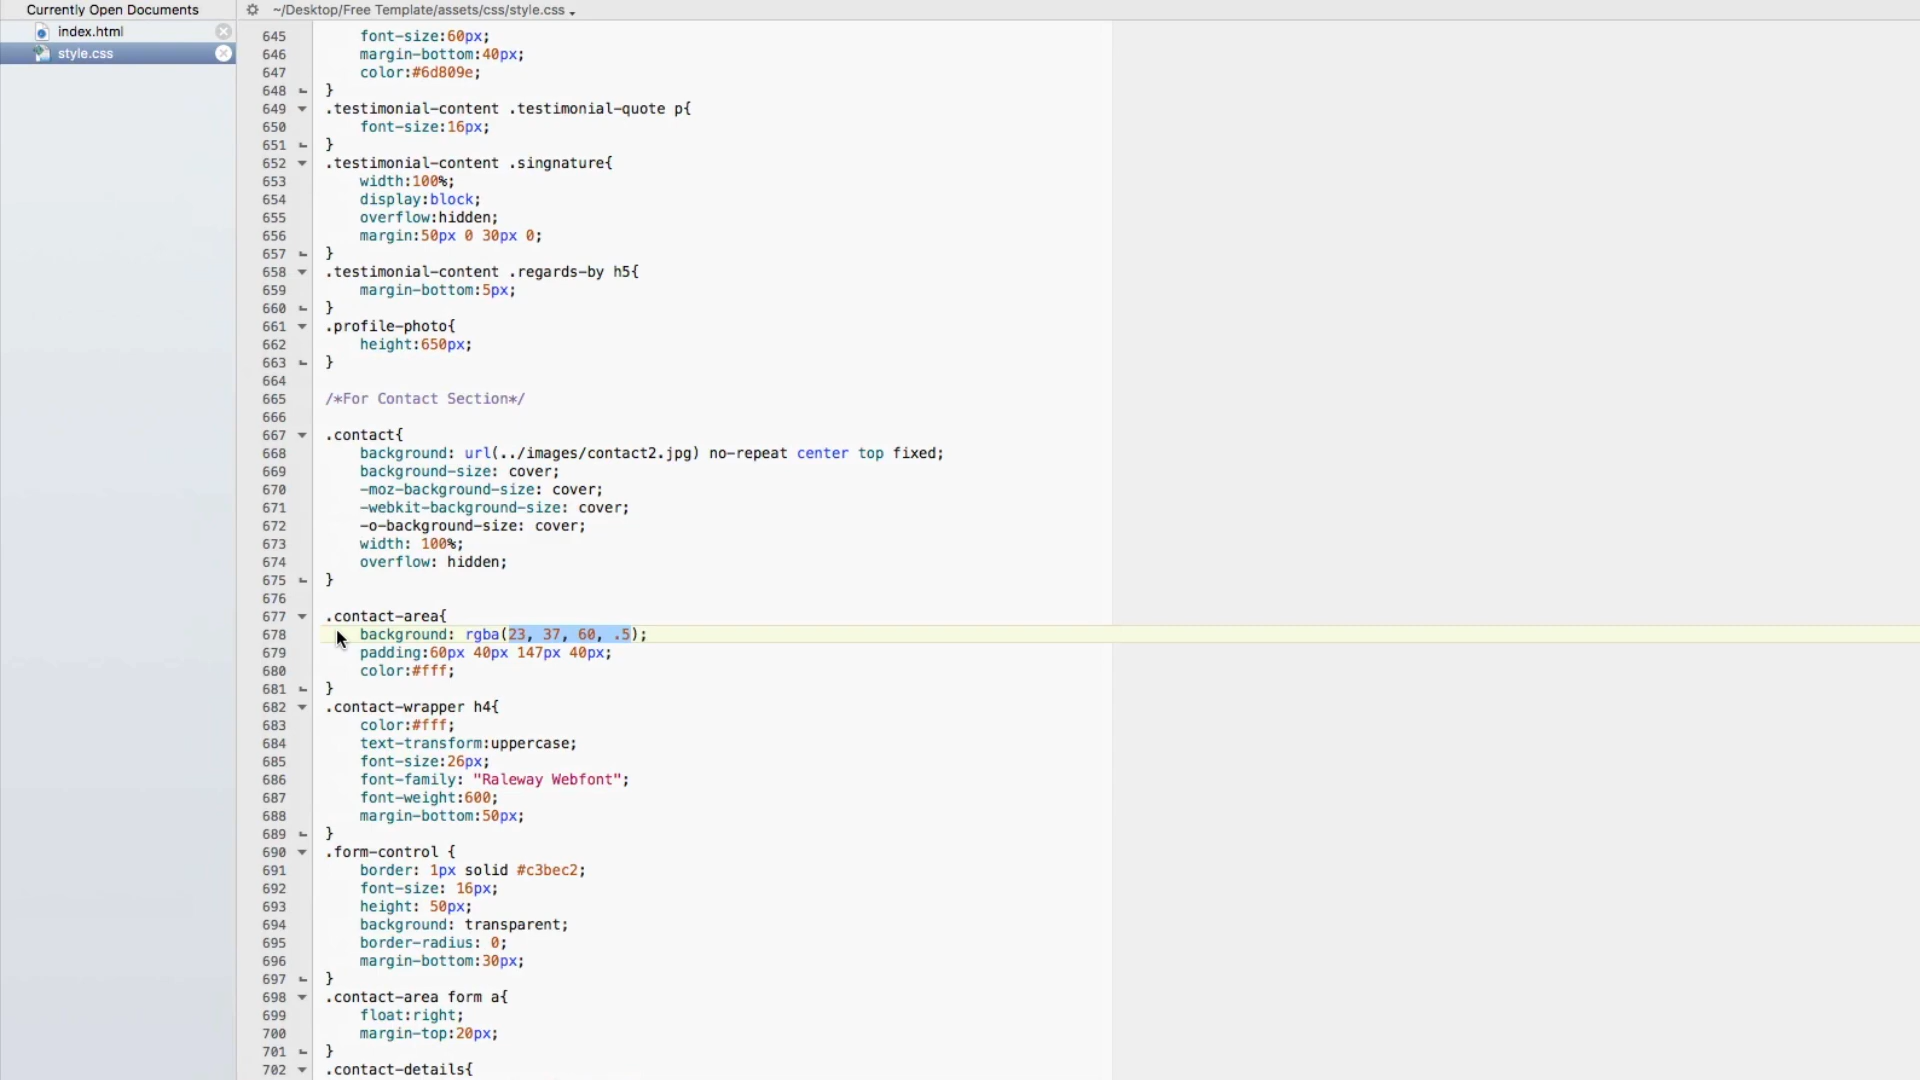 Currently Open Documents
~/Desktop/Free Template/assets/css/style.css
index.html
style.css
645 font-size:60px;
646 margin-bottom:40px;
647 color:#6d809e;
648 }
649 .testimonial-content .testimonial-quote p{
650 font-size:16px;
651 }
652 .testimonial-content .singnature{
653 width:100%;
654 display:block;
655 overflow:hidden;
656 margin:50px 0 30px 0;
657 }
658 .testimonial-content .regards-by h5{
659 margin-bottom:5px;
660 }
661 .profile-photo{
662 height:650px;
663 }
664
665 /*For Contact Section*/
666
667 .contact{
668 background: url(../images/contact2.jpg) no-repeat center top fixed;
669 background-size: cover;
670 -moz-background-size: cover;
671 -webkit-background-size: cover;
672 -o-background-size: cover;
673 width: 100%;
674 overflow: hidden;
675 }
676
677 .contact-area{
678 background: rgba(23, 37, 60, .5);
679 padding:60px 40px 147px 40px;
680 color:#fff;
681 }
682 .contact-wrapper h4{
683 color:#fff;
684 text-transform:uppercase;
685 font-size:26px;
686 font-family: "Raleway Webfont";
687 font-weight:600;
688 margin-bottom:50px;
689 }
690 .form-control {
691 border: 1px solid #c3bec2;
692 font-size: 16px;
693 height: 50px;
694 background: transparent;
695 border-radius: 0;
696 margin-bottom:30px;
697 }
698 .contact-area form a{
699 float:right;
700 margin-top:20px;
701 }
702 .contact-details{